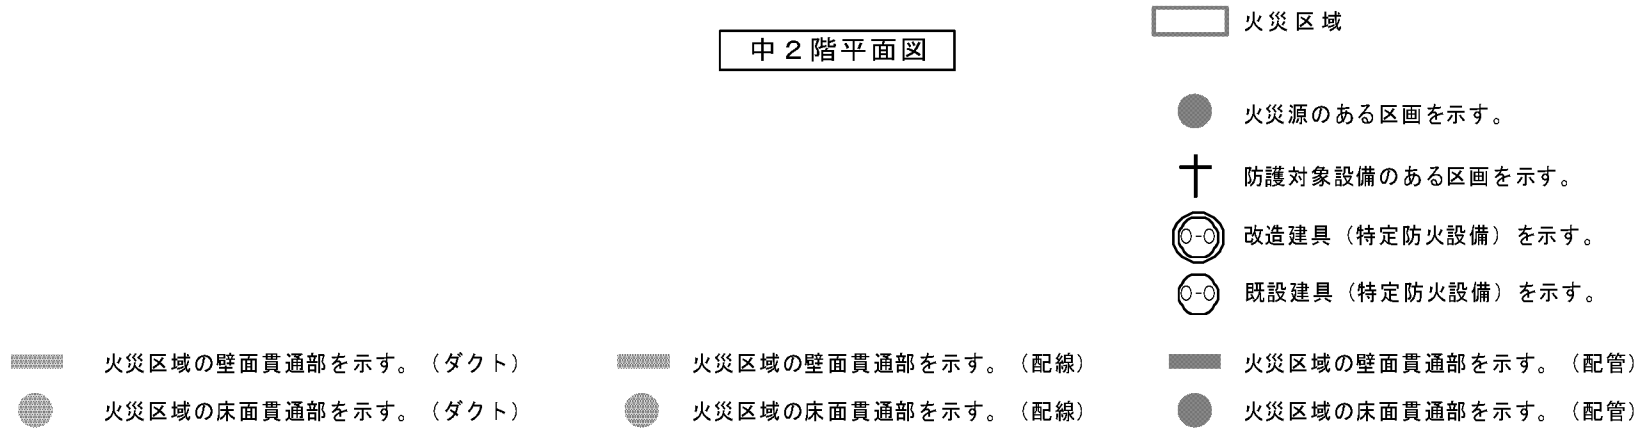 火災区域
中２階平面図
火災源のある区画を示す。
防護対象設備のある区画を示す。
改造建具（特定防火設備）を示す。
既設建具（特定防火設備）を示す。
火災区域の壁面貫通部を示す。（ダクト）
火災区域の壁面貫通部を示す。（配線）
火災区域の壁面貫通部を示す。（配管）
火災区域の床面貫通部を示す。（ダクト）
火災区域の床面貫通部を示す。（配線）
火災区域の床面貫通部を示す。（配管）